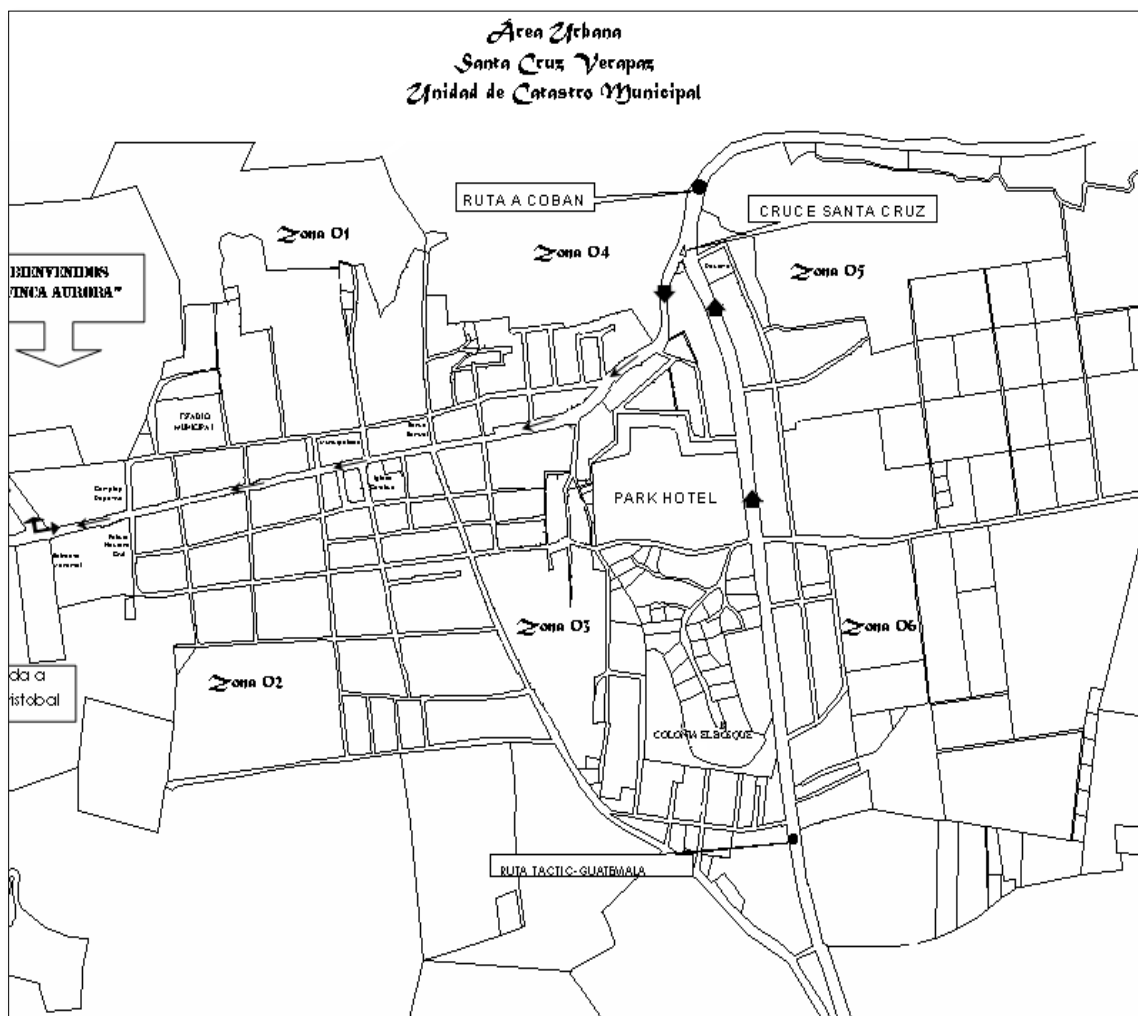 Área Urbana
Santa Cruz Verapaz
Unidad de Catastro Municipal
RUTA A COBAN
CRUCE SANTA CRUZ
Zona 01
Zona 04
Zona 05
BIENVENIDOS
FINCA AURORA"
ESTADIO
MUNICIPAL
Iglesia
PARK HOTEL
Zona 03
Zona 06
Zona 02
da a
ristobal
COLONIA EL BOSQUE
RUTA TACTIC-GUATEMALA